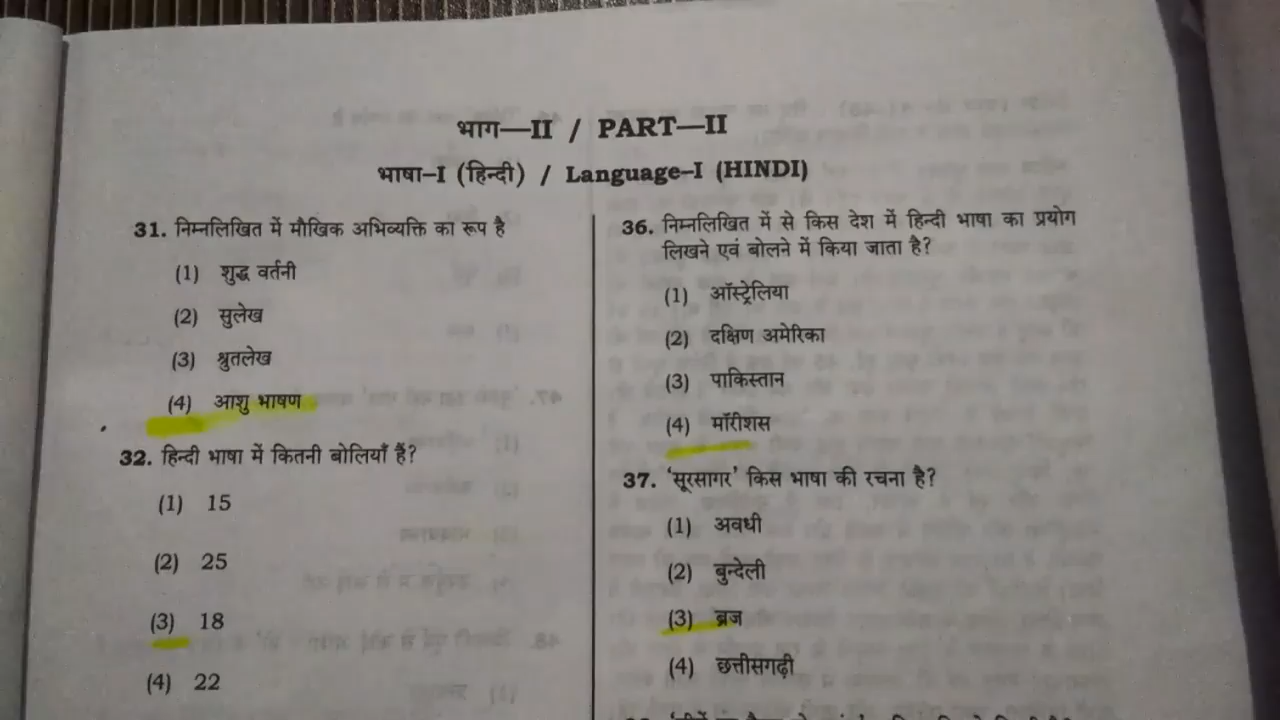 भाग—II / PART—II
भाषा–I (हिन्दी) / Language–I (HINDI)
31. निम्नलिखित में मौखिक अभिव्यक्ति का रूप है
(1) शुद्ध वर्तनी
(2) सुलेख
(3) श्रुतलेख
(4) आशु भाषण
32. हिन्दी भाषा में कितनी बोलियाँ हैं?
(1) 15
(2) 25
(3) 18
(4) 22
36. निम्नलिखित में से किस देश में हिन्दी भाषा का प्रयोग
लिखने एवं बोलने में किया जाता है?
(1) ऑस्ट्रेलिया
(2) दक्षिण अमेरिका
(3) पाकिस्तान
(4) मॉरीशस
37. ‘सूरसागर’ किस भाषा की रचना है?
(1) अवधी
(2) बुन्देली
(3) ब्रज
(4) छत्तीसगढ़ी